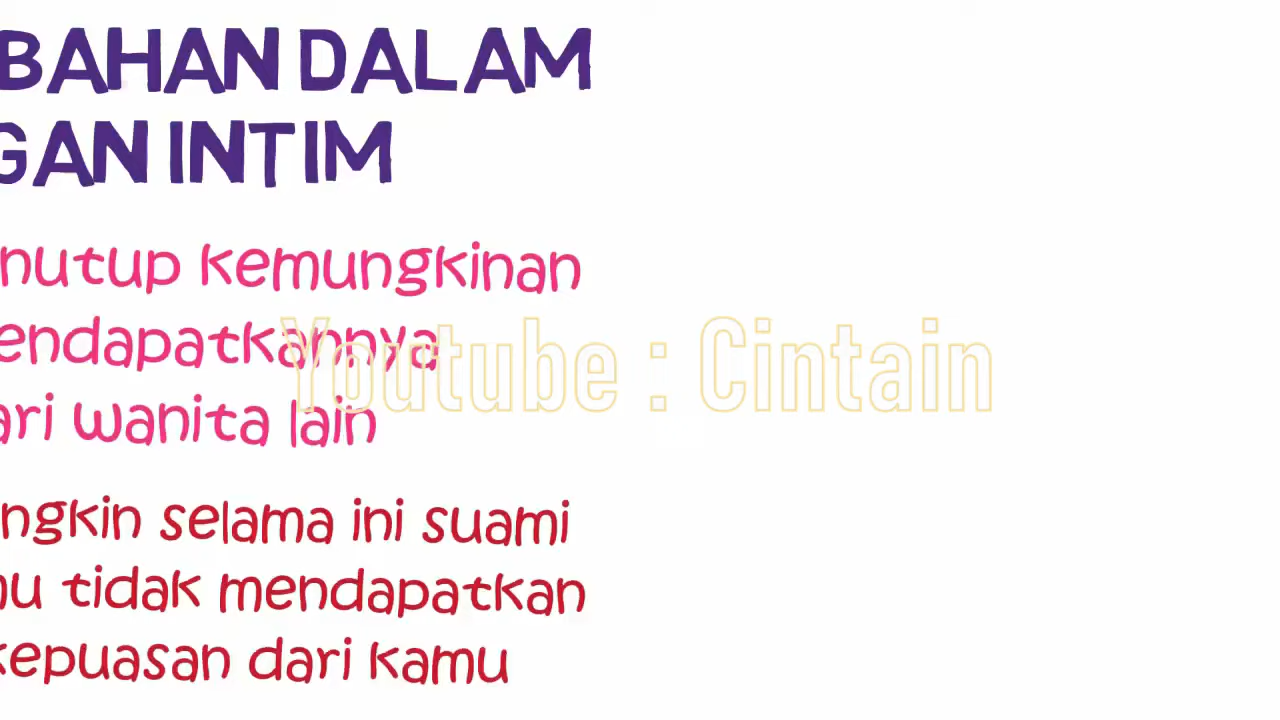 BAHAN DALAM
GAN INTIM
nutup kemungkinan
endapatkannya
ari wanita lain
Youtube : Cintain
ngkin selama ini suami
nu tidak mendapatkan
kepuasan dari kamu